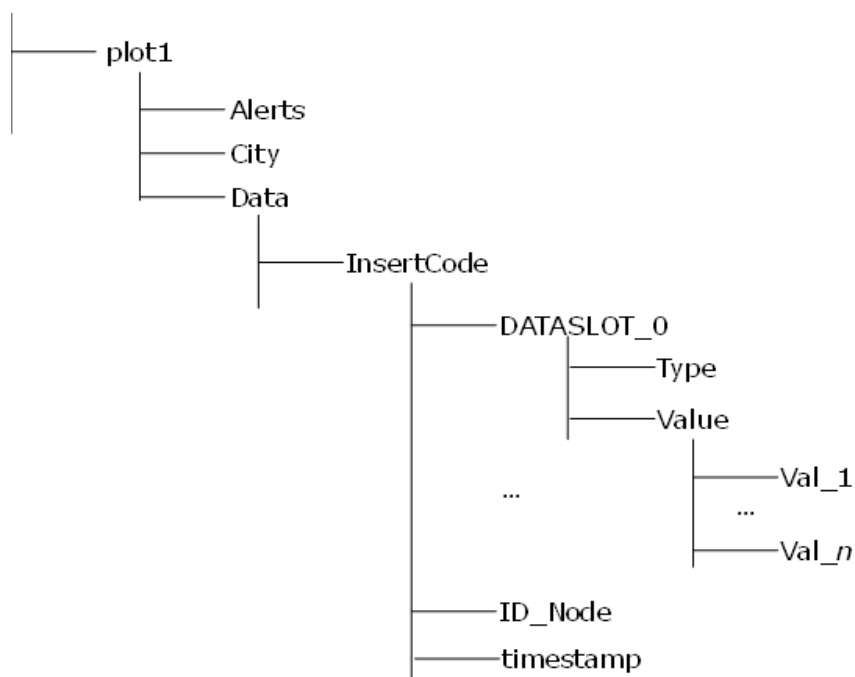 plot1
Alerts
City
Data
InsertCode
DATASLOT_0
Type
Value
Val_1
...
...
Val_n
ID_Node
timestamp